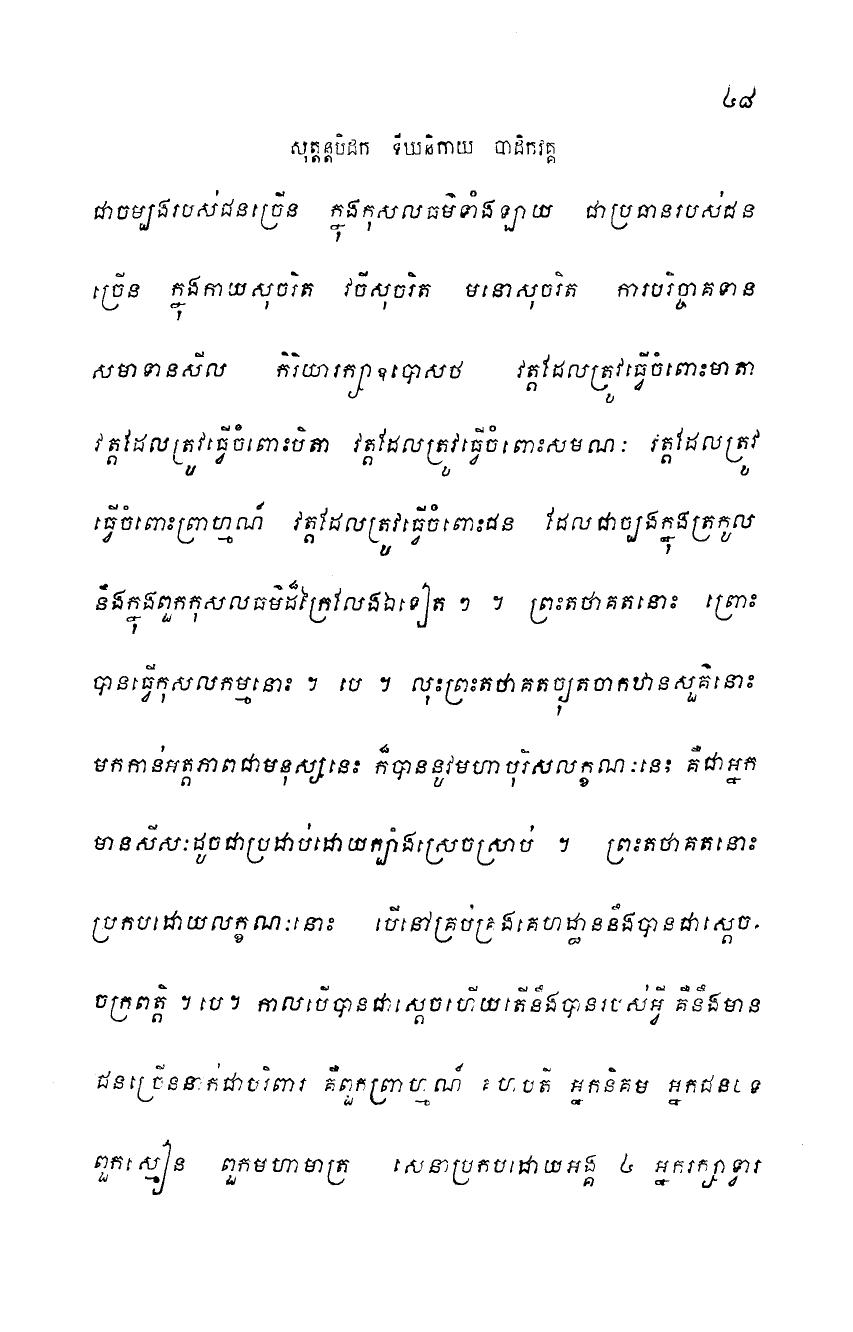 ៤៨
សុត្តន្តបិដក ទីឃនិកាយ បាដិកវគ្គ
ជាចម្បងរបស់ជនច្រើន ក្នុងកុសលធម៌ទាំងឡាយ ជាប្រធានរបស់ជន
ច្រើន ក្នុងកាយសុចរិត វចីសុចរិត មនោសុចរិត ការបរិច្ចាគទាន
សមាទានសីល កិរិយារក្សាឧបោសថ វត្តដែលត្រូវធ្វើចំពោះមាតា
វត្តដែលត្រូវធ្វើចំពោះបិតា វត្តដែលត្រូវធ្វើចំពោះសមណៈ វត្តដែលត្រូវ
ធ្វើចំពោះព្រាហ្មណ៍ វត្តដែលត្រូវធ្វើចំពោះជន ដែលជាច្បងក្នុងត្រកូល
នឹងក្នុងពួកកុសលធម៌ដ៏ក្រៃលែងឯទៀត ៗ ។ ព្រះតថាគតនោះ ព្រោះ
បានធ្វើកុសលកម្មនោះ ។ បេ ។ លុះព្រះតថាគតច្យុតចាកឋានសួគ៌នោះ
មកកាន់អត្តភាពជាមនុស្សនេះ ក៏បាននូវមហាបុរិសលក្ខណៈនេះ គឺជាអ្នក
មានសីសៈដូចជាប្រដាប់ដោយក្បាំងស្រេចស្រាប់ ។ ព្រះតថាគតនោះ
ប្រកបដោយលក្ខណៈនោះ បើនៅគ្រប់គ្រងគេហដ្ឋាននឹងបានជាស្តេច
ចក្រពត្តិ ។ បេ។ កាលបើបានជាស្តេចហើយតើនឹងបានរបស់អ្វី គឺនឹងមាន
ជនច្រើននាក់ជាបរិពារ គឺពួកព្រាហ្មណ៍ គហបតី អ្នកនិគម អ្នកជនបទ
ពួកស្មៀន ពួកមហាមាត្រ សេនាប្រកបដោយអង្គ ៤ អ្នករក្សាទ្វារ